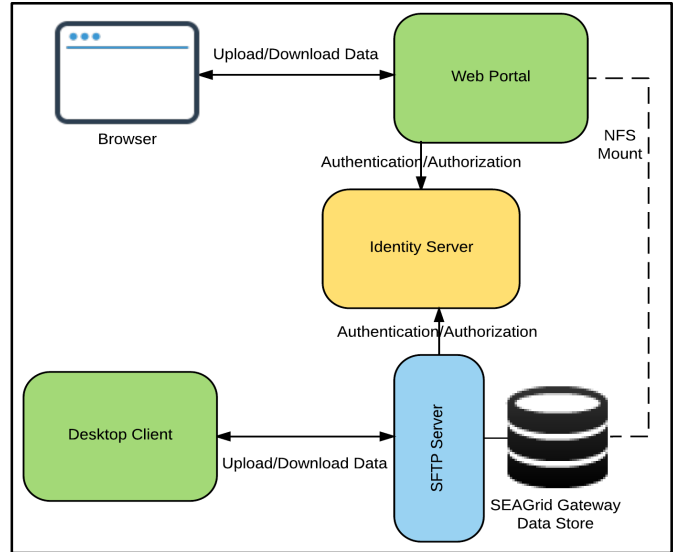 Upload/Download Data
Web Portal
Browser
NFS
Mount
Authentication/Authorization
Identity Server
Authentication/Authorization
Desktop Client
SFTP Server
Upload/Download Data
SEAGrid Gateway
Data Store